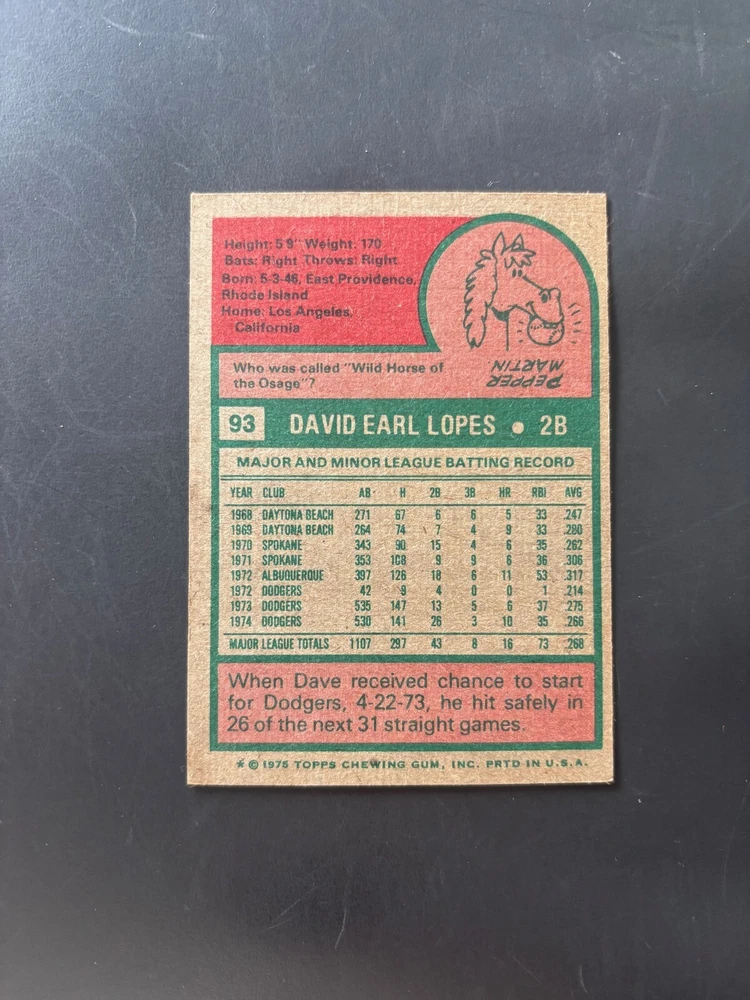 Height: 5 9" Weight: 170
Bats: Right Throws: Right
Born: 5-3-46, East Providence,
Rhode Island
Home: Los Angeles,
California
PEPPER
MARTIN
Who was called "Wild Horse of
the Osage"?
93 DAVID EARL LOPES • 2B
MAJOR AND MINOR LEAGUE BATTING RECORD
YEAR CLUB AB H 2B 3B HR RBI AVG
1968 DAYTONA BEACH 271 67 6 6 5 33 .247
1969 DAYTONA BEACH 264 74 7 4 9 33 .280
1970 SPOKANE 343 90 15 4 6 35 .262
1971 SPOKANE 353 108 9 9 6 36 .306
1972 ALBUQUERQUE 397 126 18 6 11 53 .317
1972 DODGERS 42 9 4 0 0 1 .214
1973 DODGERS 535 147 13 5 6 37 .275
1974 DODGERS 530 141 26 3 10 35 .266
MAJOR LEAGUE TOTALS 1107 297 43 8 16 73 .268
When Dave received chance to start
for Dodgers, 4-22-73, he hit safely in
26 of the next 31 straight games.
* © 1975 TOPPS CHEWING GUM, INC. PRTD IN U.S.A.